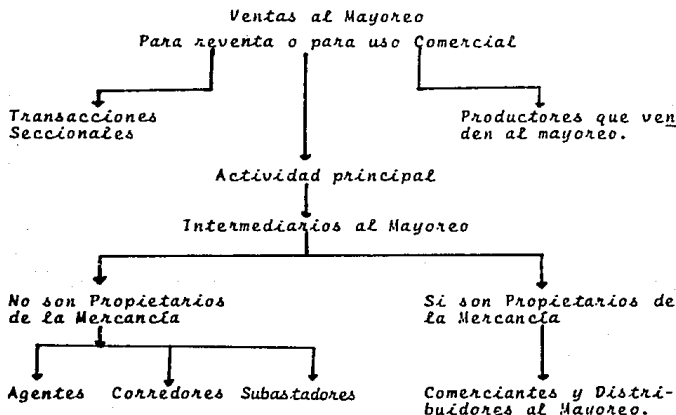 Ventas al Mayoreo
Para reventa o para uso Comercial
Transacciones
Seccionales
Productores que ven
den al mayoreo.
Actividad principal
Intermediarios al Mayoreo
No son Propietarios
de la Mercancía
Si son Propietarios de
la Mercancía
Agentes Corredores Subastadores
Comerciantes y Distri-
buidores al Mayoreo.